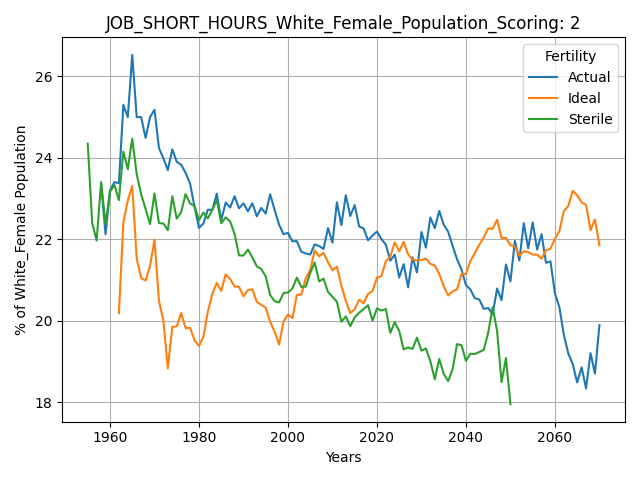 JOB_SHORT_HOURS_White_Female_Population_Scoring: 2
% of White_Female Population
26
24
22
20
18
1960
1980
2000
2020
2040
2060
Years
Fertility
Actual
Ideal
Sterile